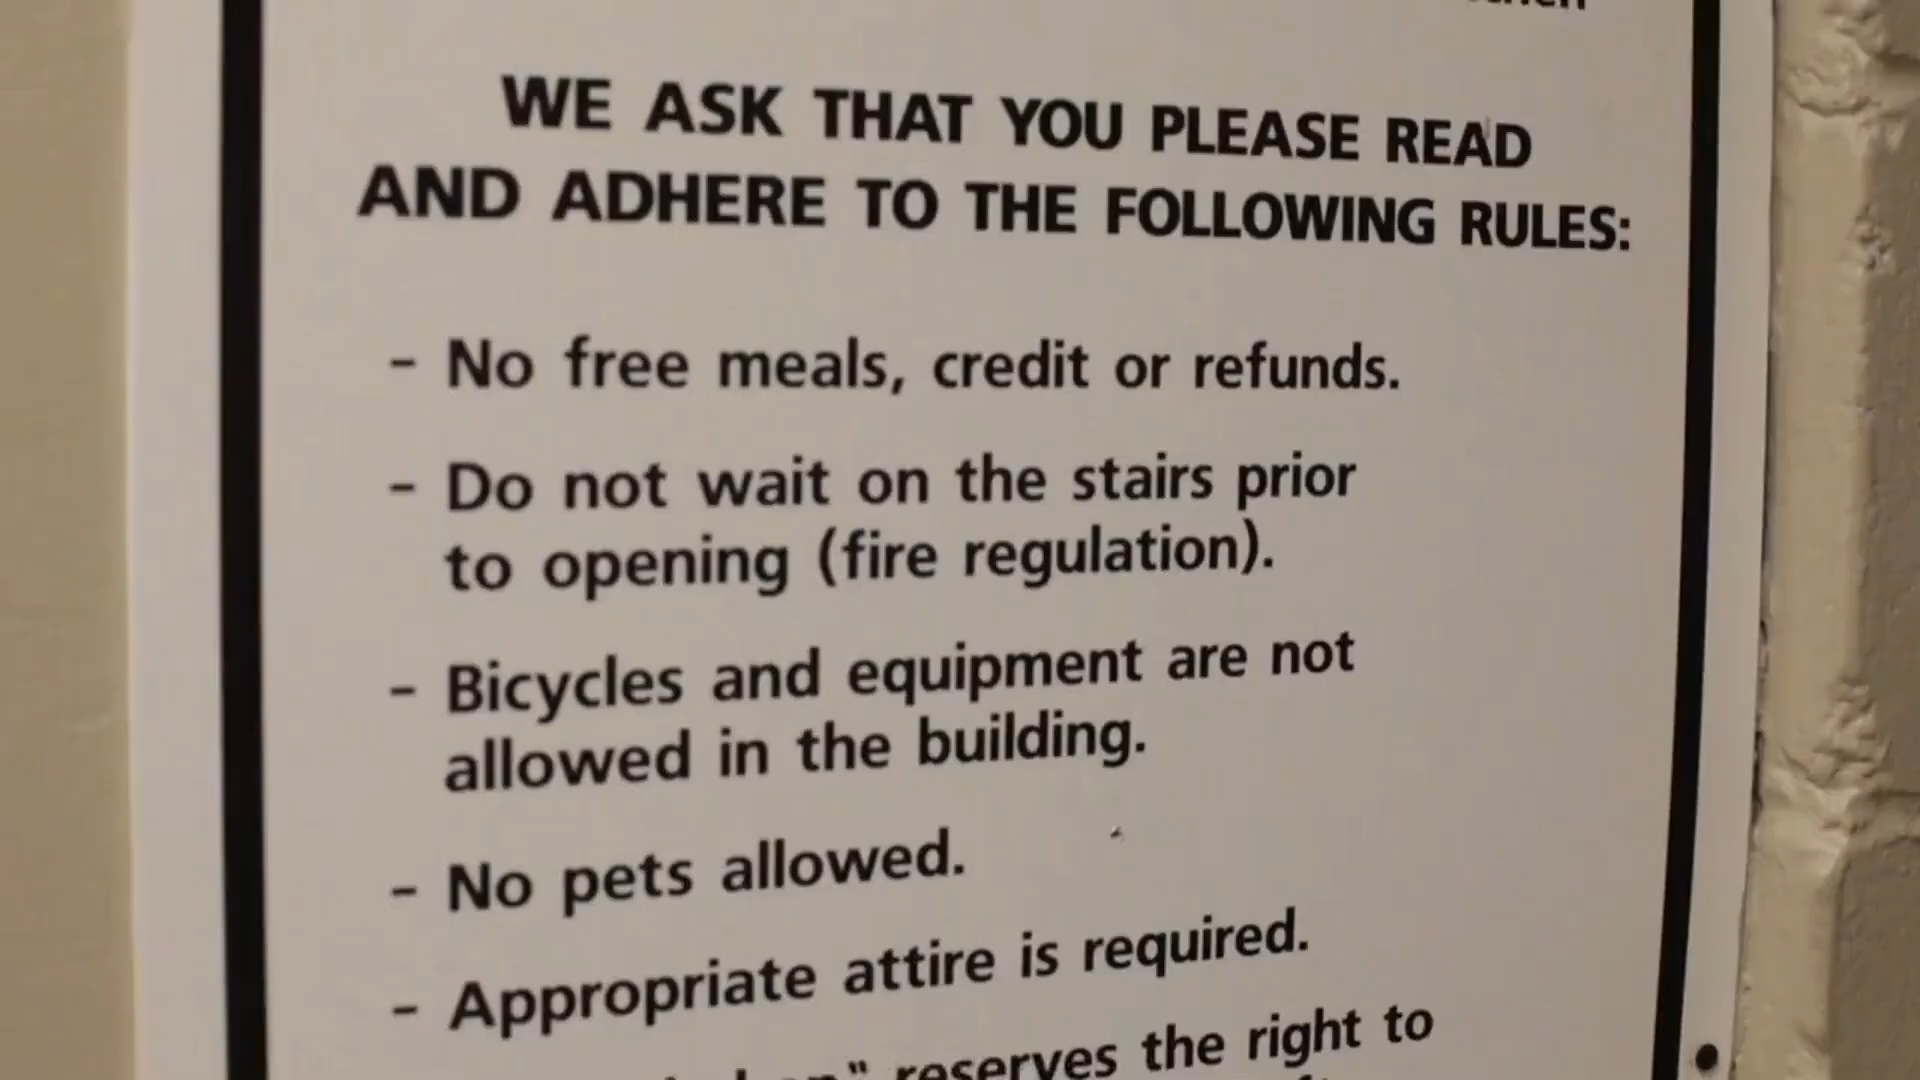 WE ASK THAT YOU PLEASE READ
AND ADHERE TO THE FOLLOWING RULES:
- No free meals, credit or refunds.
- Do not wait on the stairs prior
to opening (fire regulation).
- Bicycles and equipment are not
allowed in the building.
- No pets allowed.
- Appropriate attire is required.
" reserves the right to